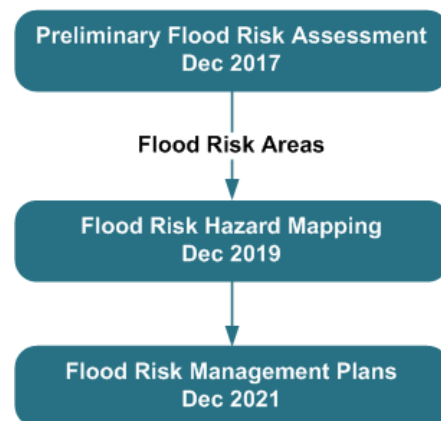 Preliminary Flood Risk Assessment
Dec 2017
Flood Risk Areas
Flood Risk Hazard Mapping
Dec 2019
Flood Risk Management Plans
Dec 2021